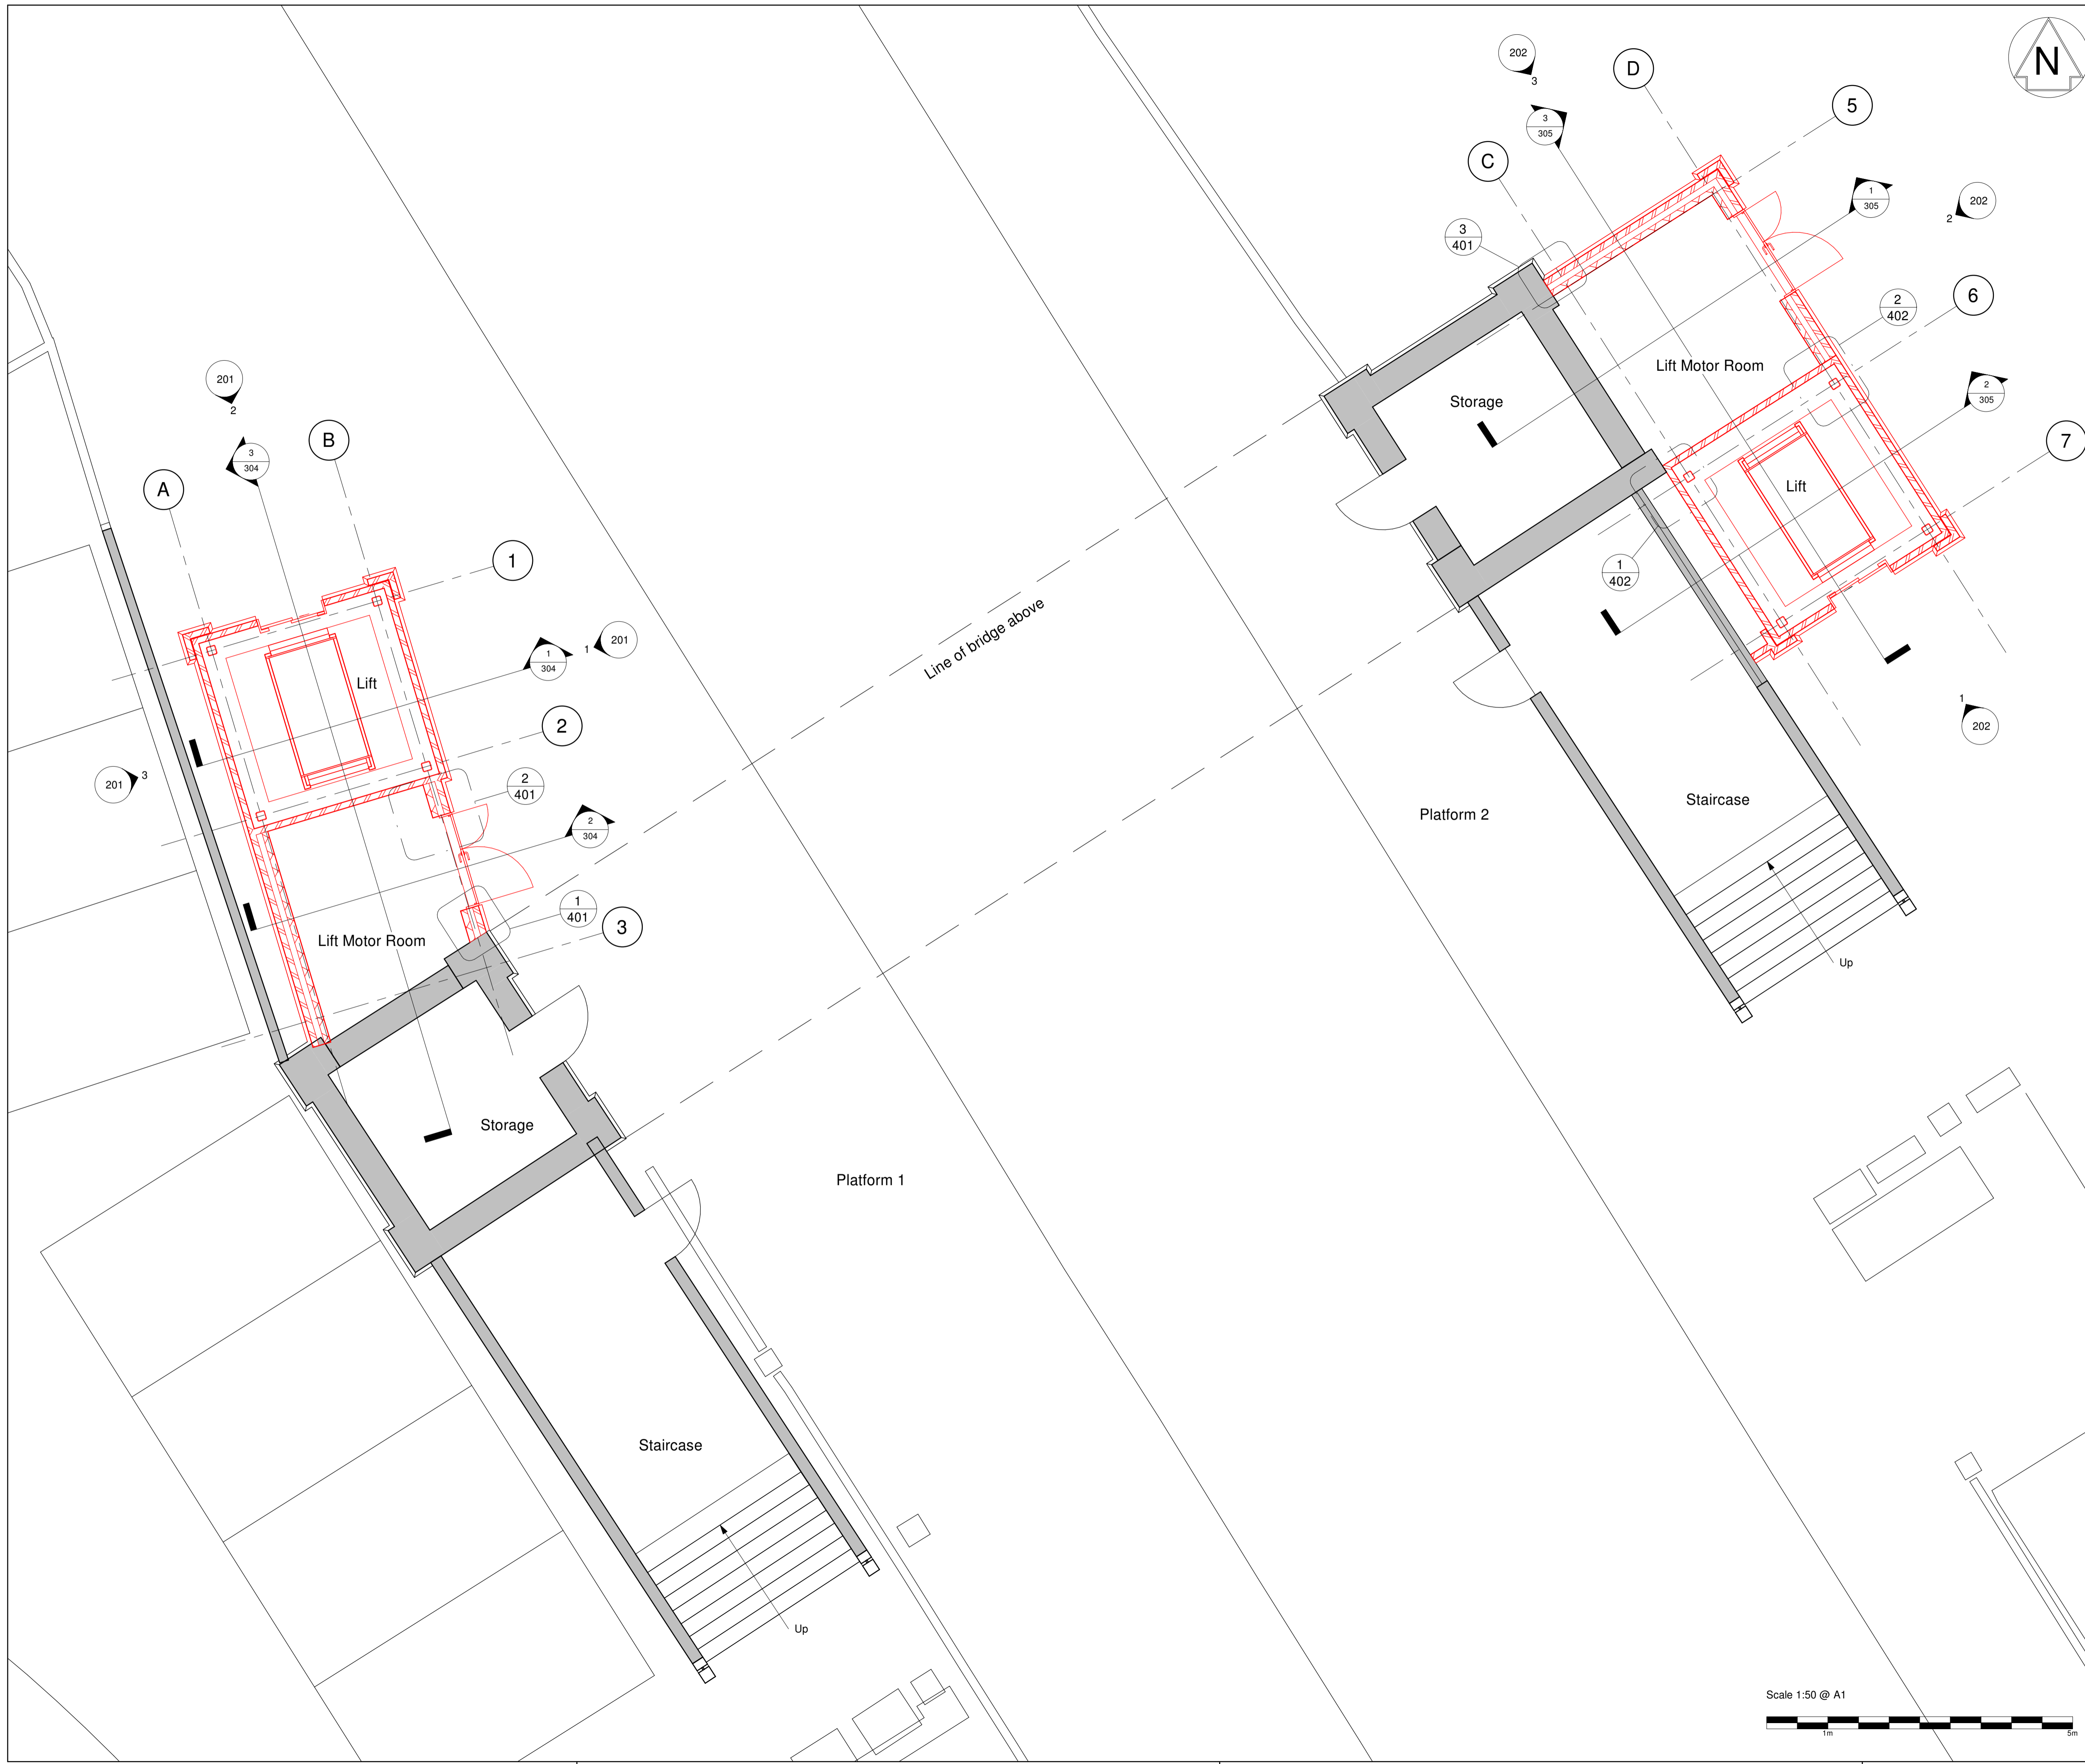 N
202
3
D
5
3
305
C
1
305
202
2
3
401
6
2
402
Lift Motor Room
201
2
2
305
Storage
B
7
3
304
A
Lift
1
1
402
Line of bridge above
201
1
1
304
Lift
2
1
202
201
3
2
401
Staircase
2
304
Platform 2
1
401
3
Lift Motor Room
Up
Storage
Platform 1
Staircase
Up
Scale 1:50 @ A1
1m
5m